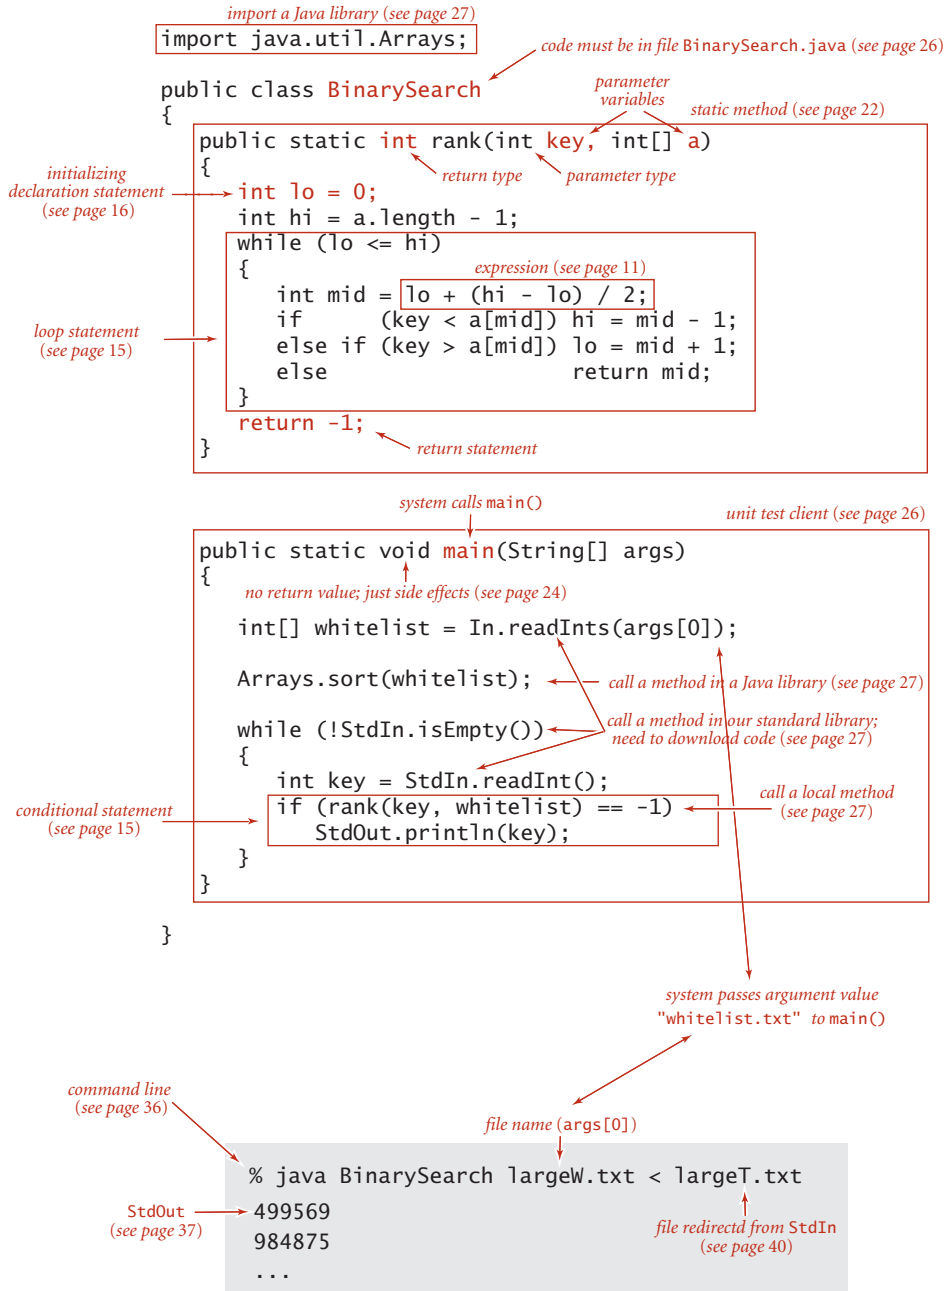 import a Java library (see page 27)
import java.util.Arrays;
code must be in file BinarySearch.java (see page 26)
public class BinarySearch
parameter
variables
{
static method (see page 22)
public static int rank(int key, int[] a)
{
return type
parameter type
initializing
declaration statement
(see page 16)
int lo = 0;
int hi = a.length - 1;
while (lo <= hi)
{
expression (see page 11)
int mid = lo + (hi - lo) / 2;
if (key < a[mid]) hi = mid - 1;
loop statement
(see page 15)
else if (key > a[mid]) lo = mid + 1;
else return mid;
}
return -1;
return statement
}
system calls main()
unit test client (see page 26)
public static void main(String[] args)
{
no return value; just side effects (see page 24)
int[] whitelist = In.readInts(args[0]);
Arrays.sort(whitelist);
call a method in a Java library (see page 27)
call a method in our standard library;
need to download code (see page 27)
while (!StdIn.isEmpty())
{
int key = StdIn.readInt();
call a local method
(see page 27)
conditional statement
(see page 15)
if (rank(key, whitelist) == -1)
StdOut.println(key);
}
}
}
system passes argument value
"whitelist.txt" to main()
command line
(see page 36)
file name (args[0])
% java BinarySearch largeW.txt < largeT.txt
StdOut
(see page 37)
499569
file redirectd from StdIn
(see page 40)
984875
...